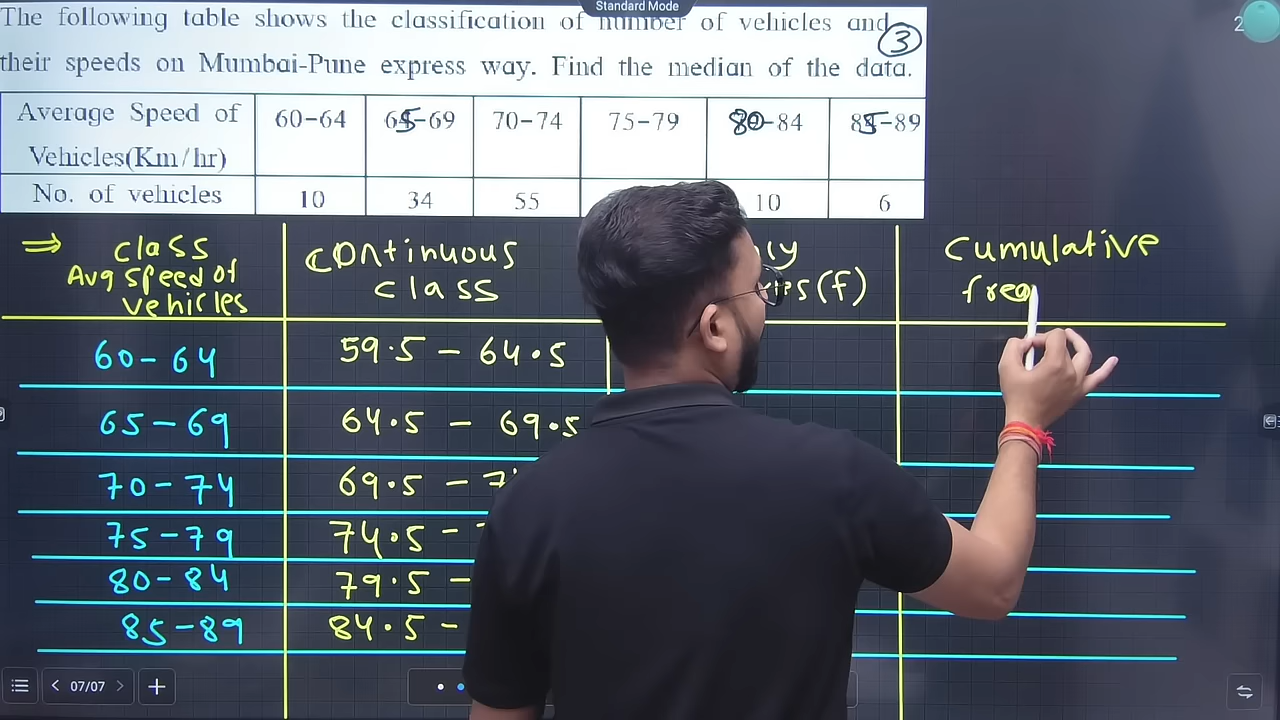 Standard Mode
The following table shows the classification of number of vehicles and
their speeds on Mumbai-Pune express way. Find the median of the data.
3
2
Average Speed of Vehicles(Km/hr) 60-64 65-69 70-74 75-79 80-84 85-89
No. of vehicles 10 34 55 10 6
⇒ class
Avg speed of
vehicles
continuous
class
(f)
Cumulative
freq
60-64 59.5 - 64.5
65-69 64.5 - 69.5
70-74 69.5 -
75-79 74.5 -
80-84 79.5 -
85-89 84.5 -
07/07